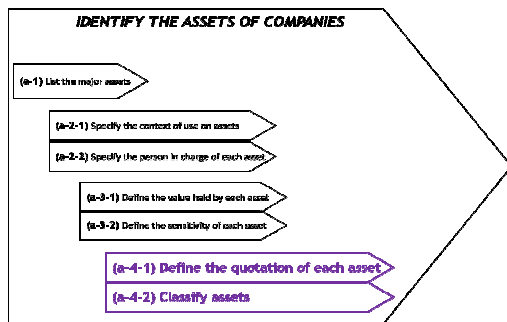 IDENTIFY THE ASSETS OF COMPANIES
(a-1) List the major assets
(a-2-1) Specify the context of use on assets
(a-2-2) Specify the person in charge of each asset
(a-3-1) Define the value held by each asset
(a-3-2) Define the sensitivity of each asset
(a-4-1) Define the quotation of each asset
(a-4-2) Classify assets